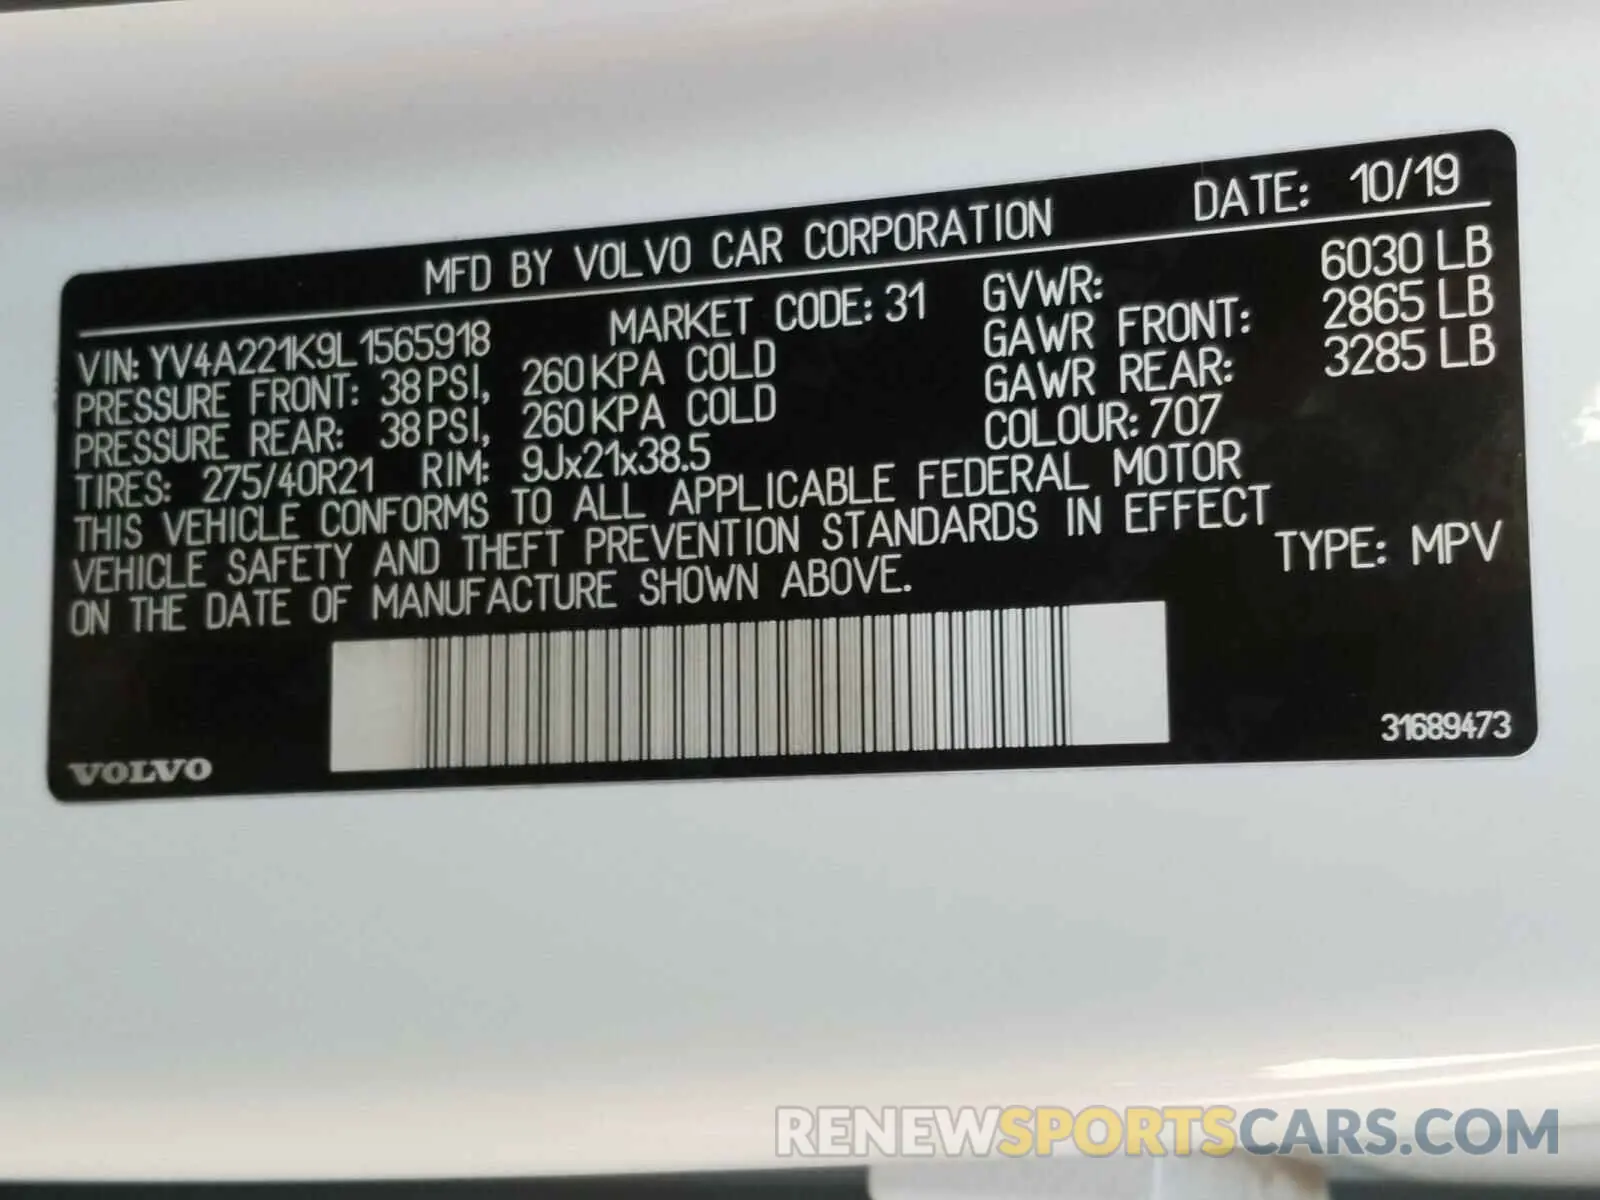 MFD BY VOLVO CAR CORPORATION DATE: 10/19
VIN: YV4A221K9L1565918 MARKET CODE: 31 GVWR: 6030 LB
PRESSURE FRONT: 38 PSI, 260 KPA COLD GAWR FRONT: 2865 LB
PRESSURE REAR: 38 PSI, 260 KPA COLD GAWR REAR: 3285 LB
TIRES: 275/40R21 RIM: 9Jx21x38.5 COLOUR: 707
THIS VEHICLE CONFORMS TO ALL APPLICABLE FEDERAL MOTOR
VEHICLE SAFETY AND THEFT PREVENTION STANDARDS IN EFFECT
ON THE DATE OF MANUFACTURE SHOWN ABOVE. TYPE: MPV
31689473
VOLVO
RENEWSPORTSCARS.COM